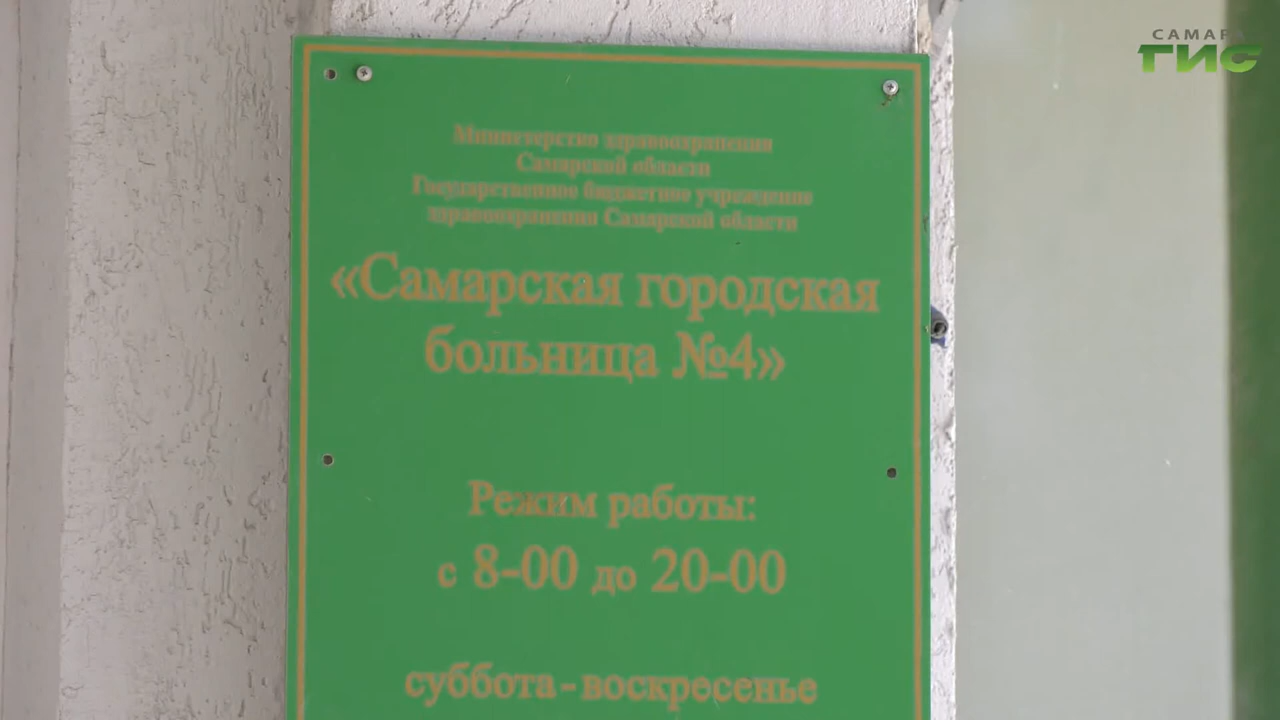 САМАРА
ГИС
Министерство здравоохранения
Самарской области
Государственное бюджетное учреждение
здравоохранения Самарской области
«Самарская городская
больница №4»
Режим работы:
с 8-00 до 20-00
суббота - воскресенье